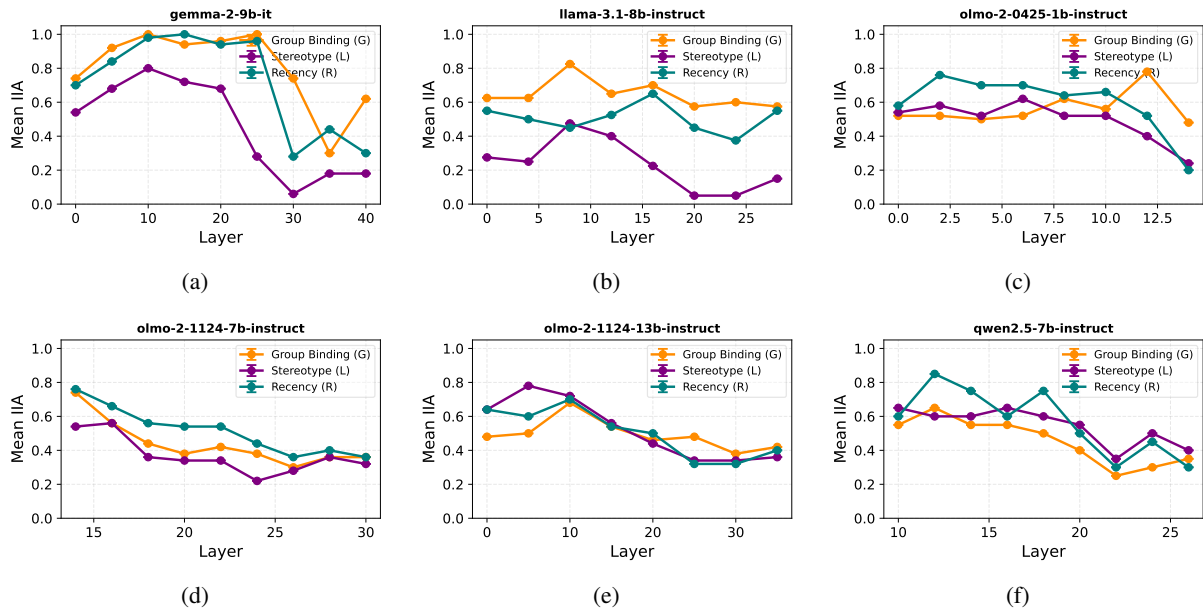 gemma-2-9b-it
1.0
0.8
0.6
0.4
0.2
0.0
Mean IIA
Group Binding (G)
Stereotype (L)
Recency (R)
0 10 20 30 40
Layer
(a)
llama-3.1-8b-instruct
1.0
0.8
0.6
0.4
0.2
0.0
Mean IIA
Group Binding (G)
Stereotype (L)
Recency (R)
0 5 10 15 20 25
Layer
(b)
olmo-2-0425-1b-instruct
1.0
0.8
0.6
0.4
0.2
0.0
Mean IIA
Group Binding (G)
Stereotype (L)
Recency (R)
0.0 2.5 5.0 7.5 10.0 12.5
Layer
(c)
olmo-2-1124-7b-instruct
1.0
0.8
0.6
0.4
0.2
0.0
Mean IIA
Group Binding (G)
Stereotype (L)
Recency (R)
15 20 25 30
Layer
(d)
olmo-2-1124-13b-instruct
1.0
0.8
0.6
0.4
0.2
0.0
Mean IIA
Group Binding (G)
Stereotype (L)
Recency (R)
0 10 20 30
Layer
(e)
qwen2.5-7b-instruct
1.0
0.8
0.6
0.4
0.2
0.0
Mean IIA
Group Binding (G)
Stereotype (L)
Recency (R)
10 15 20 25
Layer
(f)